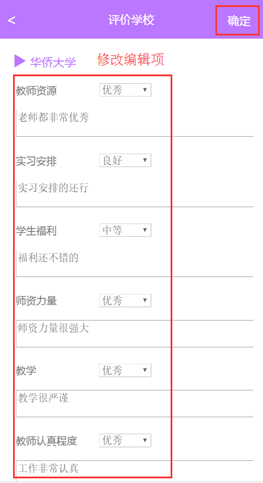 < 评价学校 确定
华侨大学 修改编辑项
教师资源 优秀
老师都非常优秀
实习安排 良好
实习安排的还行
学生福利 中等
福利还不错的
师资力量 优秀
师资力量很强大
教学 优秀
教学很严谨
教师认真程度 优秀
工作非常认真